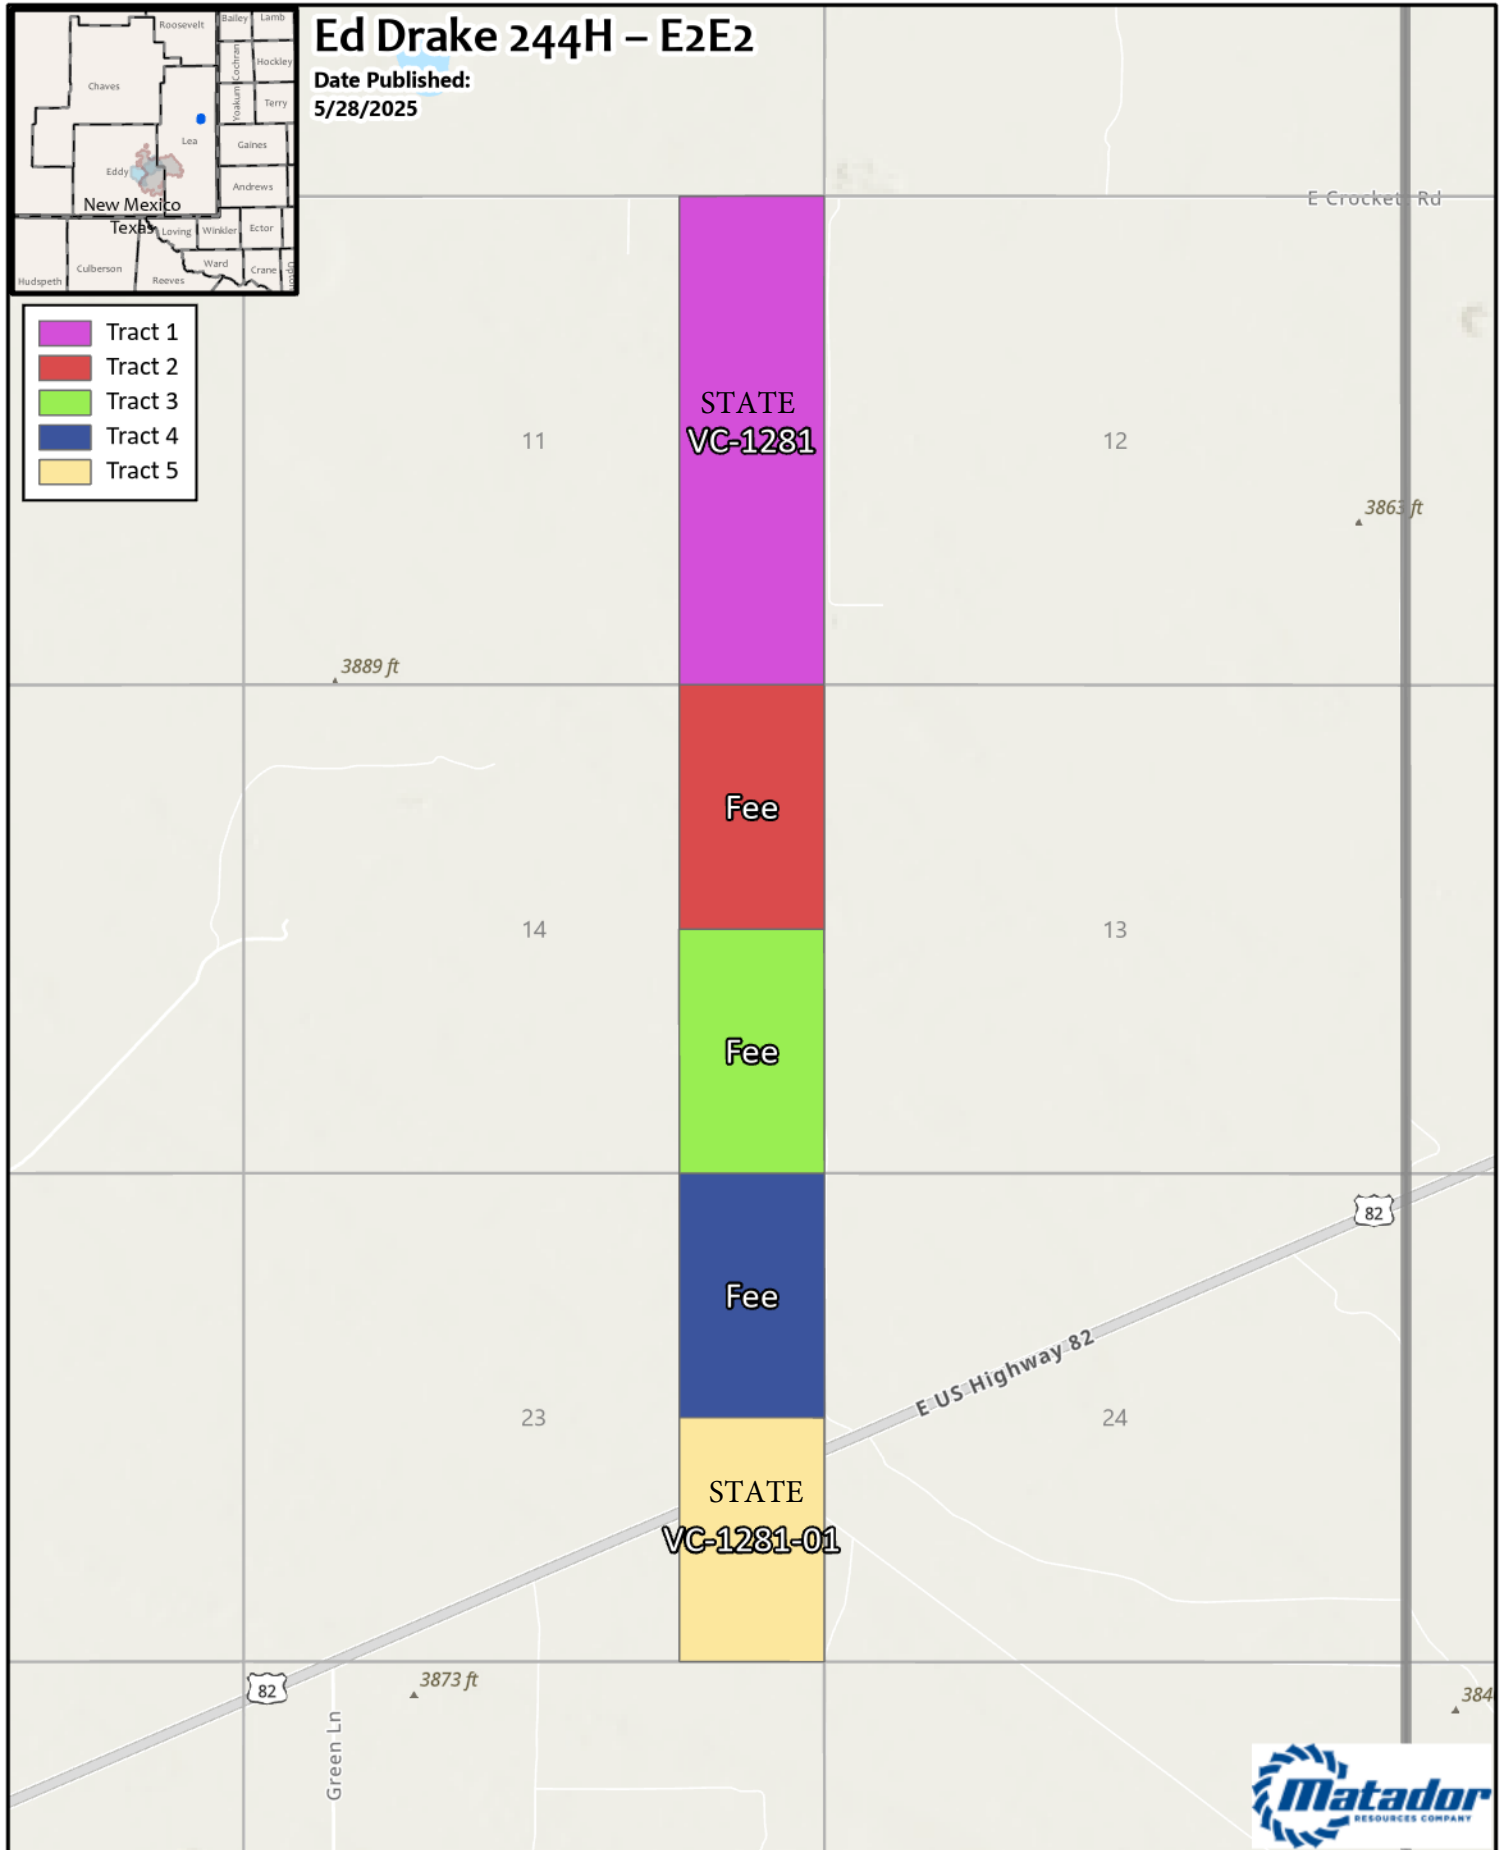 Ed Drake 244H – E2E2
Date Published:
5/28/2025
Roosevelt
Bailey
Lamb
Cochran
Hockley
Chaves
Yoakum
Terry
Lea
Gaines
Eddy
Andrews
New Mexico
Texas
Loving
Winkler
Ector
Ward
Culberson
Crane
Upton
Hudspeth
Reeves
Tract 1
Tract 2
Tract 3
Tract 4
Tract 5
E Crockett Rd
STATE
VC-1281
11
12
3863 ft
3889 ft
Fee
14
13
Fee
82
Fee
E US Highway 82
23
24
STATE
VC-1281-01
82
3873 ft
384
Green Ln
Matador
RESOURCES COMPANY